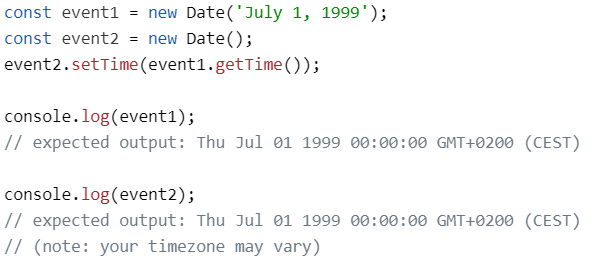 const event1 = new Date('July 1, 1999');
const event2 = new Date();
event2.setTime(event1.getTime());
console.log(event1);
// expected output: Thu Jul 01 1999 00:00:00 GMT+0200 (CEST)
console.log(event2);
// expected output: Thu Jul 01 1999 00:00:00 GMT+0200 (CEST)
// (note: your timezone may vary)